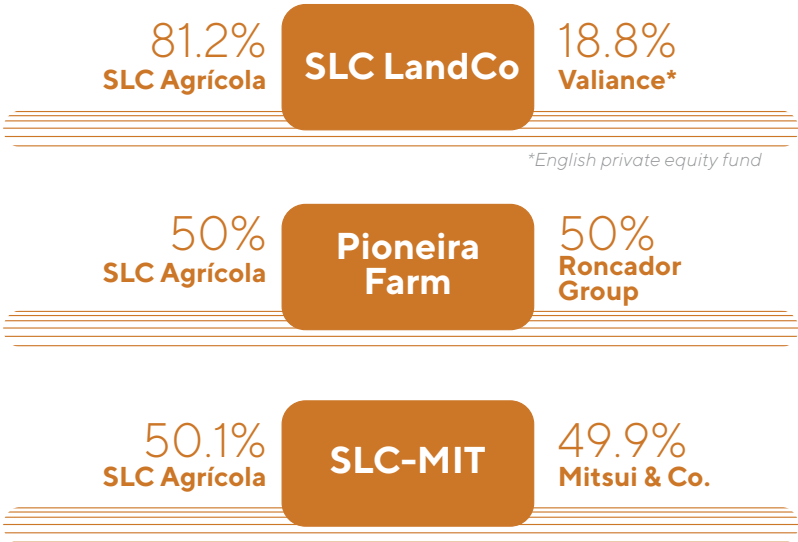 81.2%
SLC Agrícola
SLC LandCo
18.8%
Valiance*
*English private equity fund
50%
SLC Agrícola
Pioneira
Farm
50%
Roncador
Group
50.1%
SLC Agrícola
SLC-MIT
49.9%
Mitsui & Co.